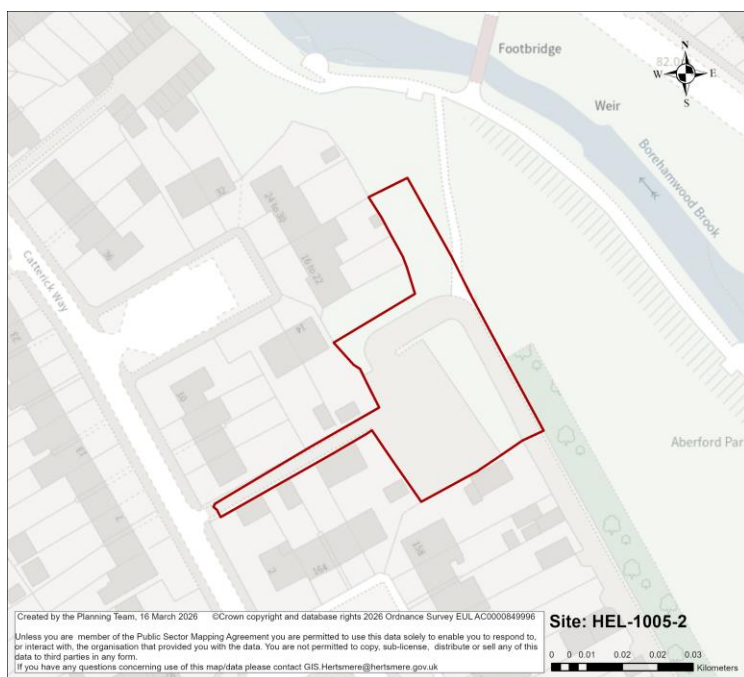 Footbridge
82.0
N
W E
S
Weir
Borehamwood Brook
32
24 to 30
36
16 to 22
Catterick Way
14
10
Aberford Par
2
164
158
Created by the Planning Team, 16 March 2026 ©Crown copyright and database rights 2026 Ordnance Survey EUL AC0000849996
Unless you are member of the Public Sector Mapping Agreement you are permitted to use this data solely to enable you to respond to,
or interact with, the organisation that provided you with the data. You are not permitted to copy, sub-license, distribute or sell any of this
data to third parties in any form.
If you have any questions concerning use of this map/data please contact GIS.Hertsmere@hertsmere.gov.uk
Site: HEL-1005-2
0 0 0.01 0.02 0.02 0.03
Kilometers